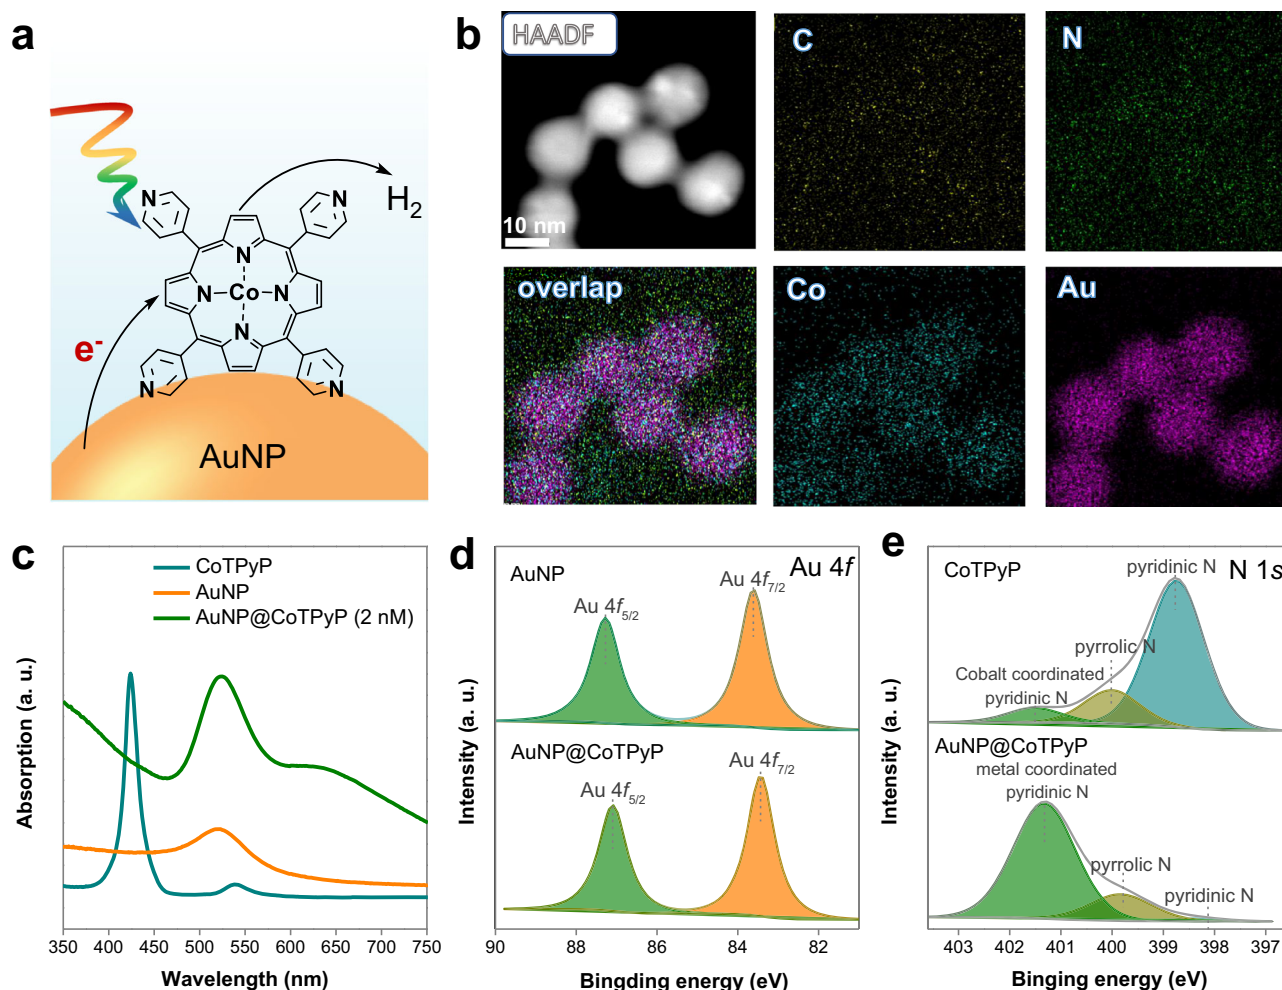 a
N
N
H₂
N
N
Co
N
N
e⁻
N
N
AuNP
b
HAADF
C
N
10 nm
overlap
Co
Au
c
CoTPyP
AuNP
AuNP@CoTPyP (2 nM)
Absorption (a. u.)
350 400 450 500 550 600 650 700 750
Wavelength (nm)
d
AuNP
Au 4f
Au 4f7/2
Au 4f5/2
AuNP@CoTPyP
Au 4f7/2
Au 4f5/2
Intensity (a. u.)
90 88 86 84 82
Bingding energy (eV)
e
CoTPyP
pyridinic N
N 1s
pyrrolic N
Cobalt coordinated
pyridinic N
AuNP@CoTPyP
metal coordinated
pyridinic N
pyrrolic N
pyridinic N
Intensity (a. u.)
403 402 401 400 399 398 397
Binging energy (eV)